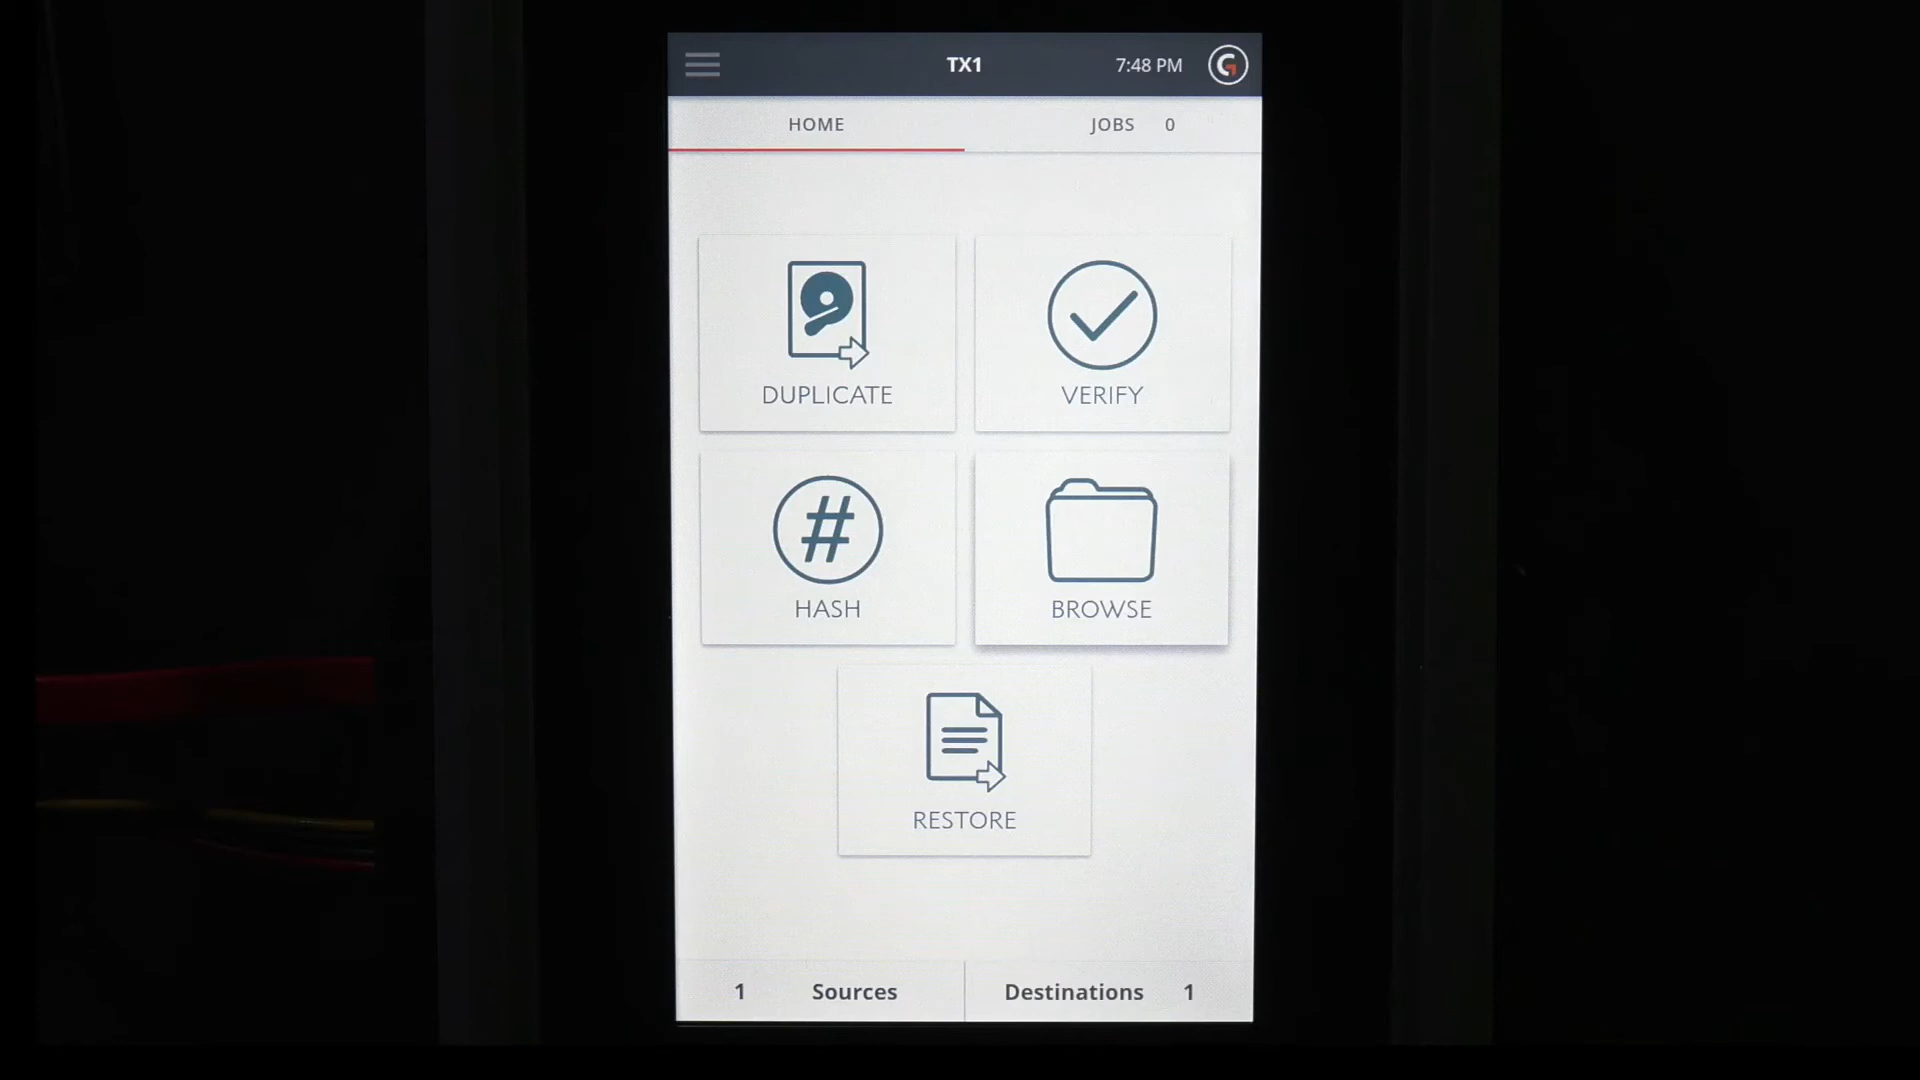 TX1 7:48 PM
HOME JOBS 0
DUPLICATE VERIFY
#
HASH BROWSE
RESTORE
1 Sources Destinations 1